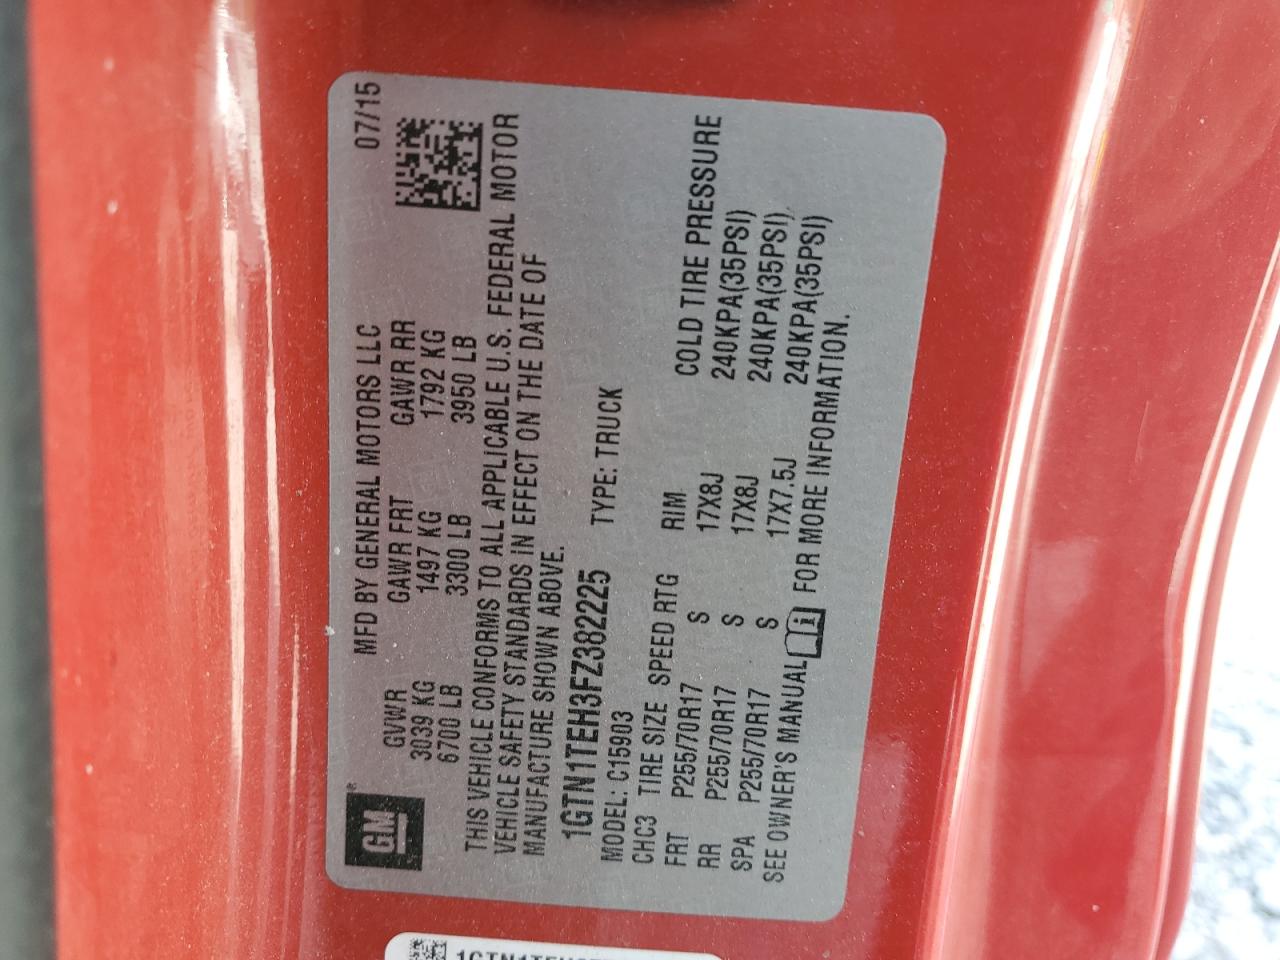 GM®
MFD BY GENERAL MOTORS LLC 07/15
GVWR GAWR FRT GAWR RR
3039 KG 1497 KG 1792 KG
6700 LB 3300 LB 3950 LB
THIS VEHICLE CONFORMS TO ALL APPLICABLE U.S. FEDERAL MOTOR
VEHICLE SAFETY STANDARDS IN EFFECT ON THE DATE OF
MANUFACTURE SHOWN ABOVE.
1GTN1TEH3FZ382225 TYPE: TRUCK
MODEL: C15903
CHC3 TIRE SIZE SPEED RTG RIM COLD TIRE PRESSURE
FRT P255/70R17 S 17X8J 240KPA(35PSI)
RR P255/70R17 S 17X8J 240KPA(35PSI)
SPA P255/70R17 S 17X7.5J 240KPA(35PSI)
SEE OWNER'S MANUAL FOR MORE INFORMATION.